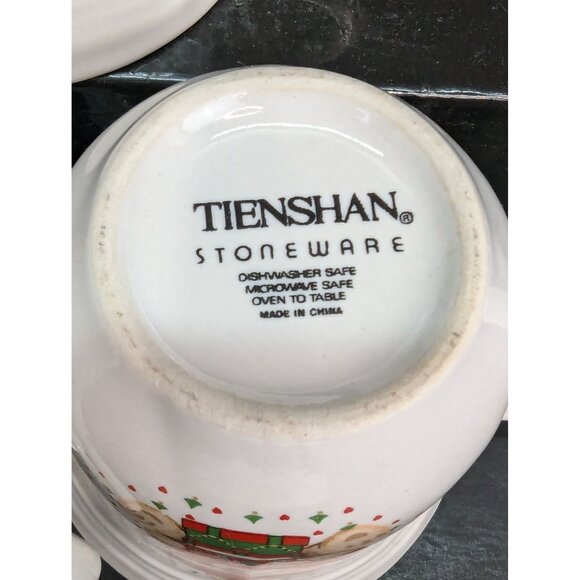 TIENSHAN®
STONEWARE
DISHWASHER SAFE
MICROWAVE SAFE
OVEN TO TABLE
MADE IN CHINA